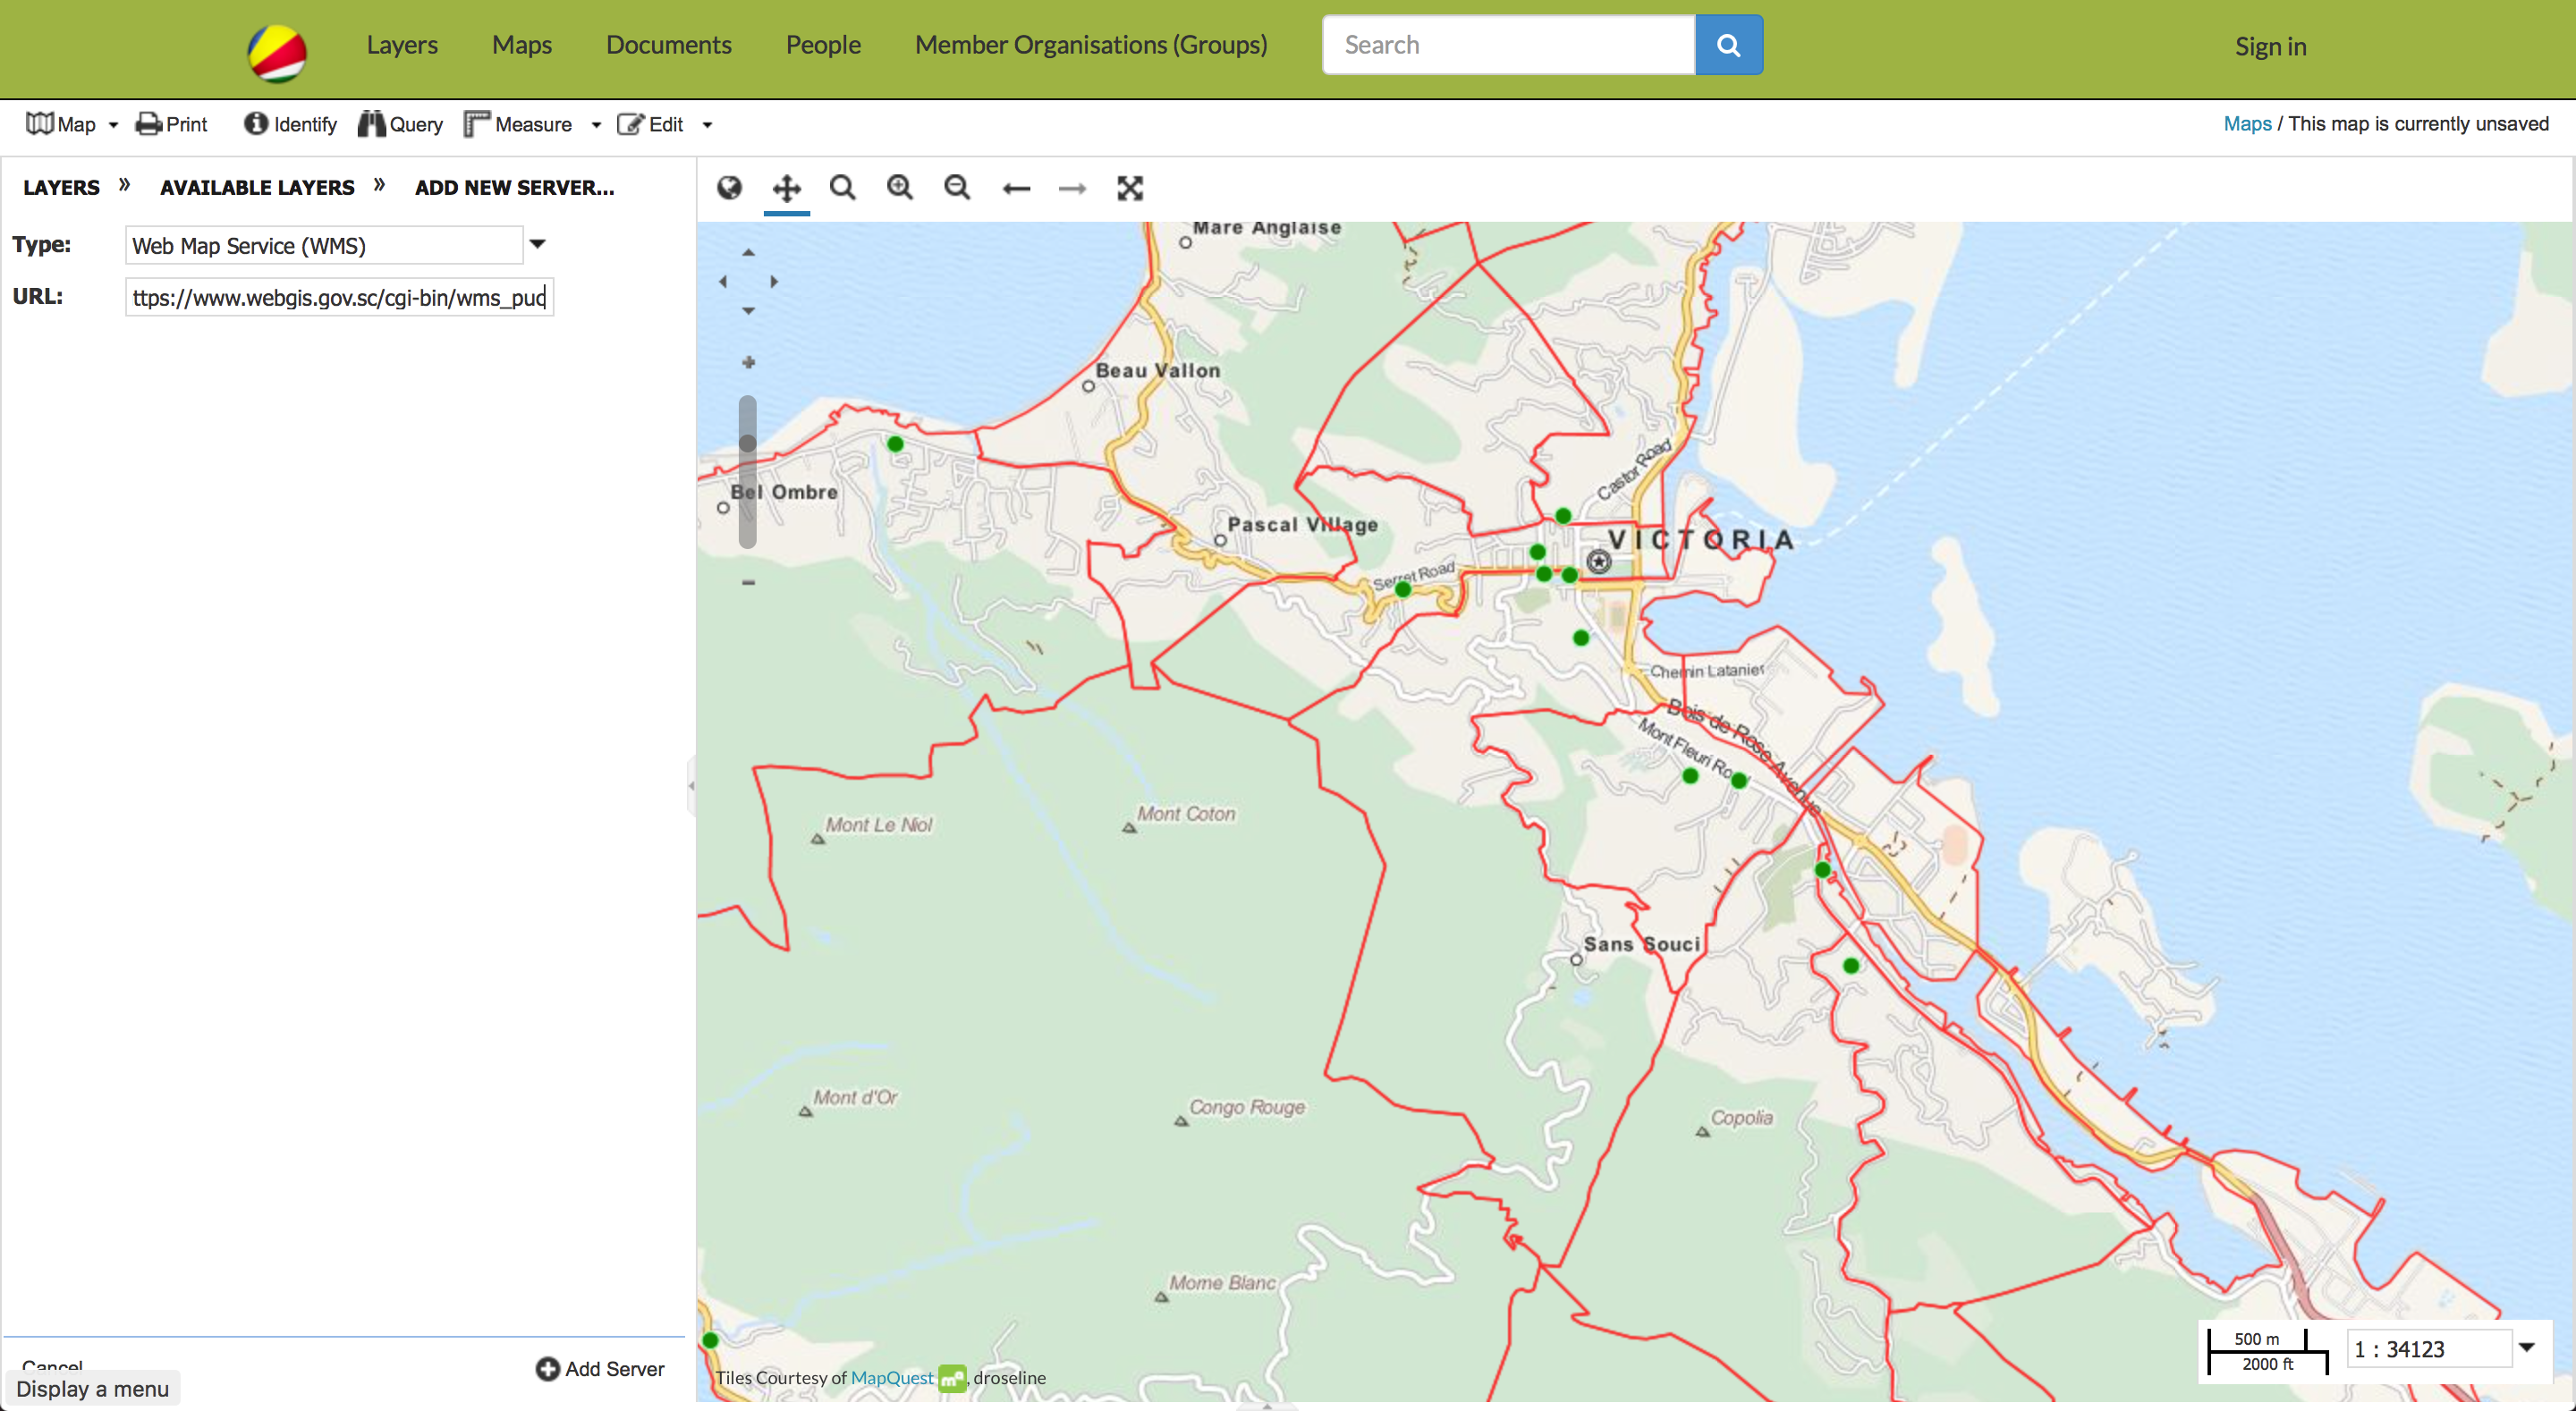 Layers Maps Documents People Member Organisations (Groups) Search Sign in
Map Print Identify Query Measure Edit Maps / This map is currently unsaved
LAYERS » AVAILABLE LAYERS » ADD NEW SERVER...
Type: Web Map Service (WMS)
URL: ttps://www.webgis.gov.sc/cgi-bin/wms_puc
Mare Anglaise
Beau Vallon
Castor Road
Bel Ombre
Pascal Village
VICTORIA
Serret Road
Chemin Latanier
Bois de Rose Avenue
Mont Fleuri Road
Mont Le Niol
Mont Coton
Sans Souci
Mont d'Or
Congo Rouge
Copolia
Morne Blanc
500 m
2000 ft
1 : 34123
Cancel
Add Server
Display a menu
Tiles Courtesy of MapQuest , droseline